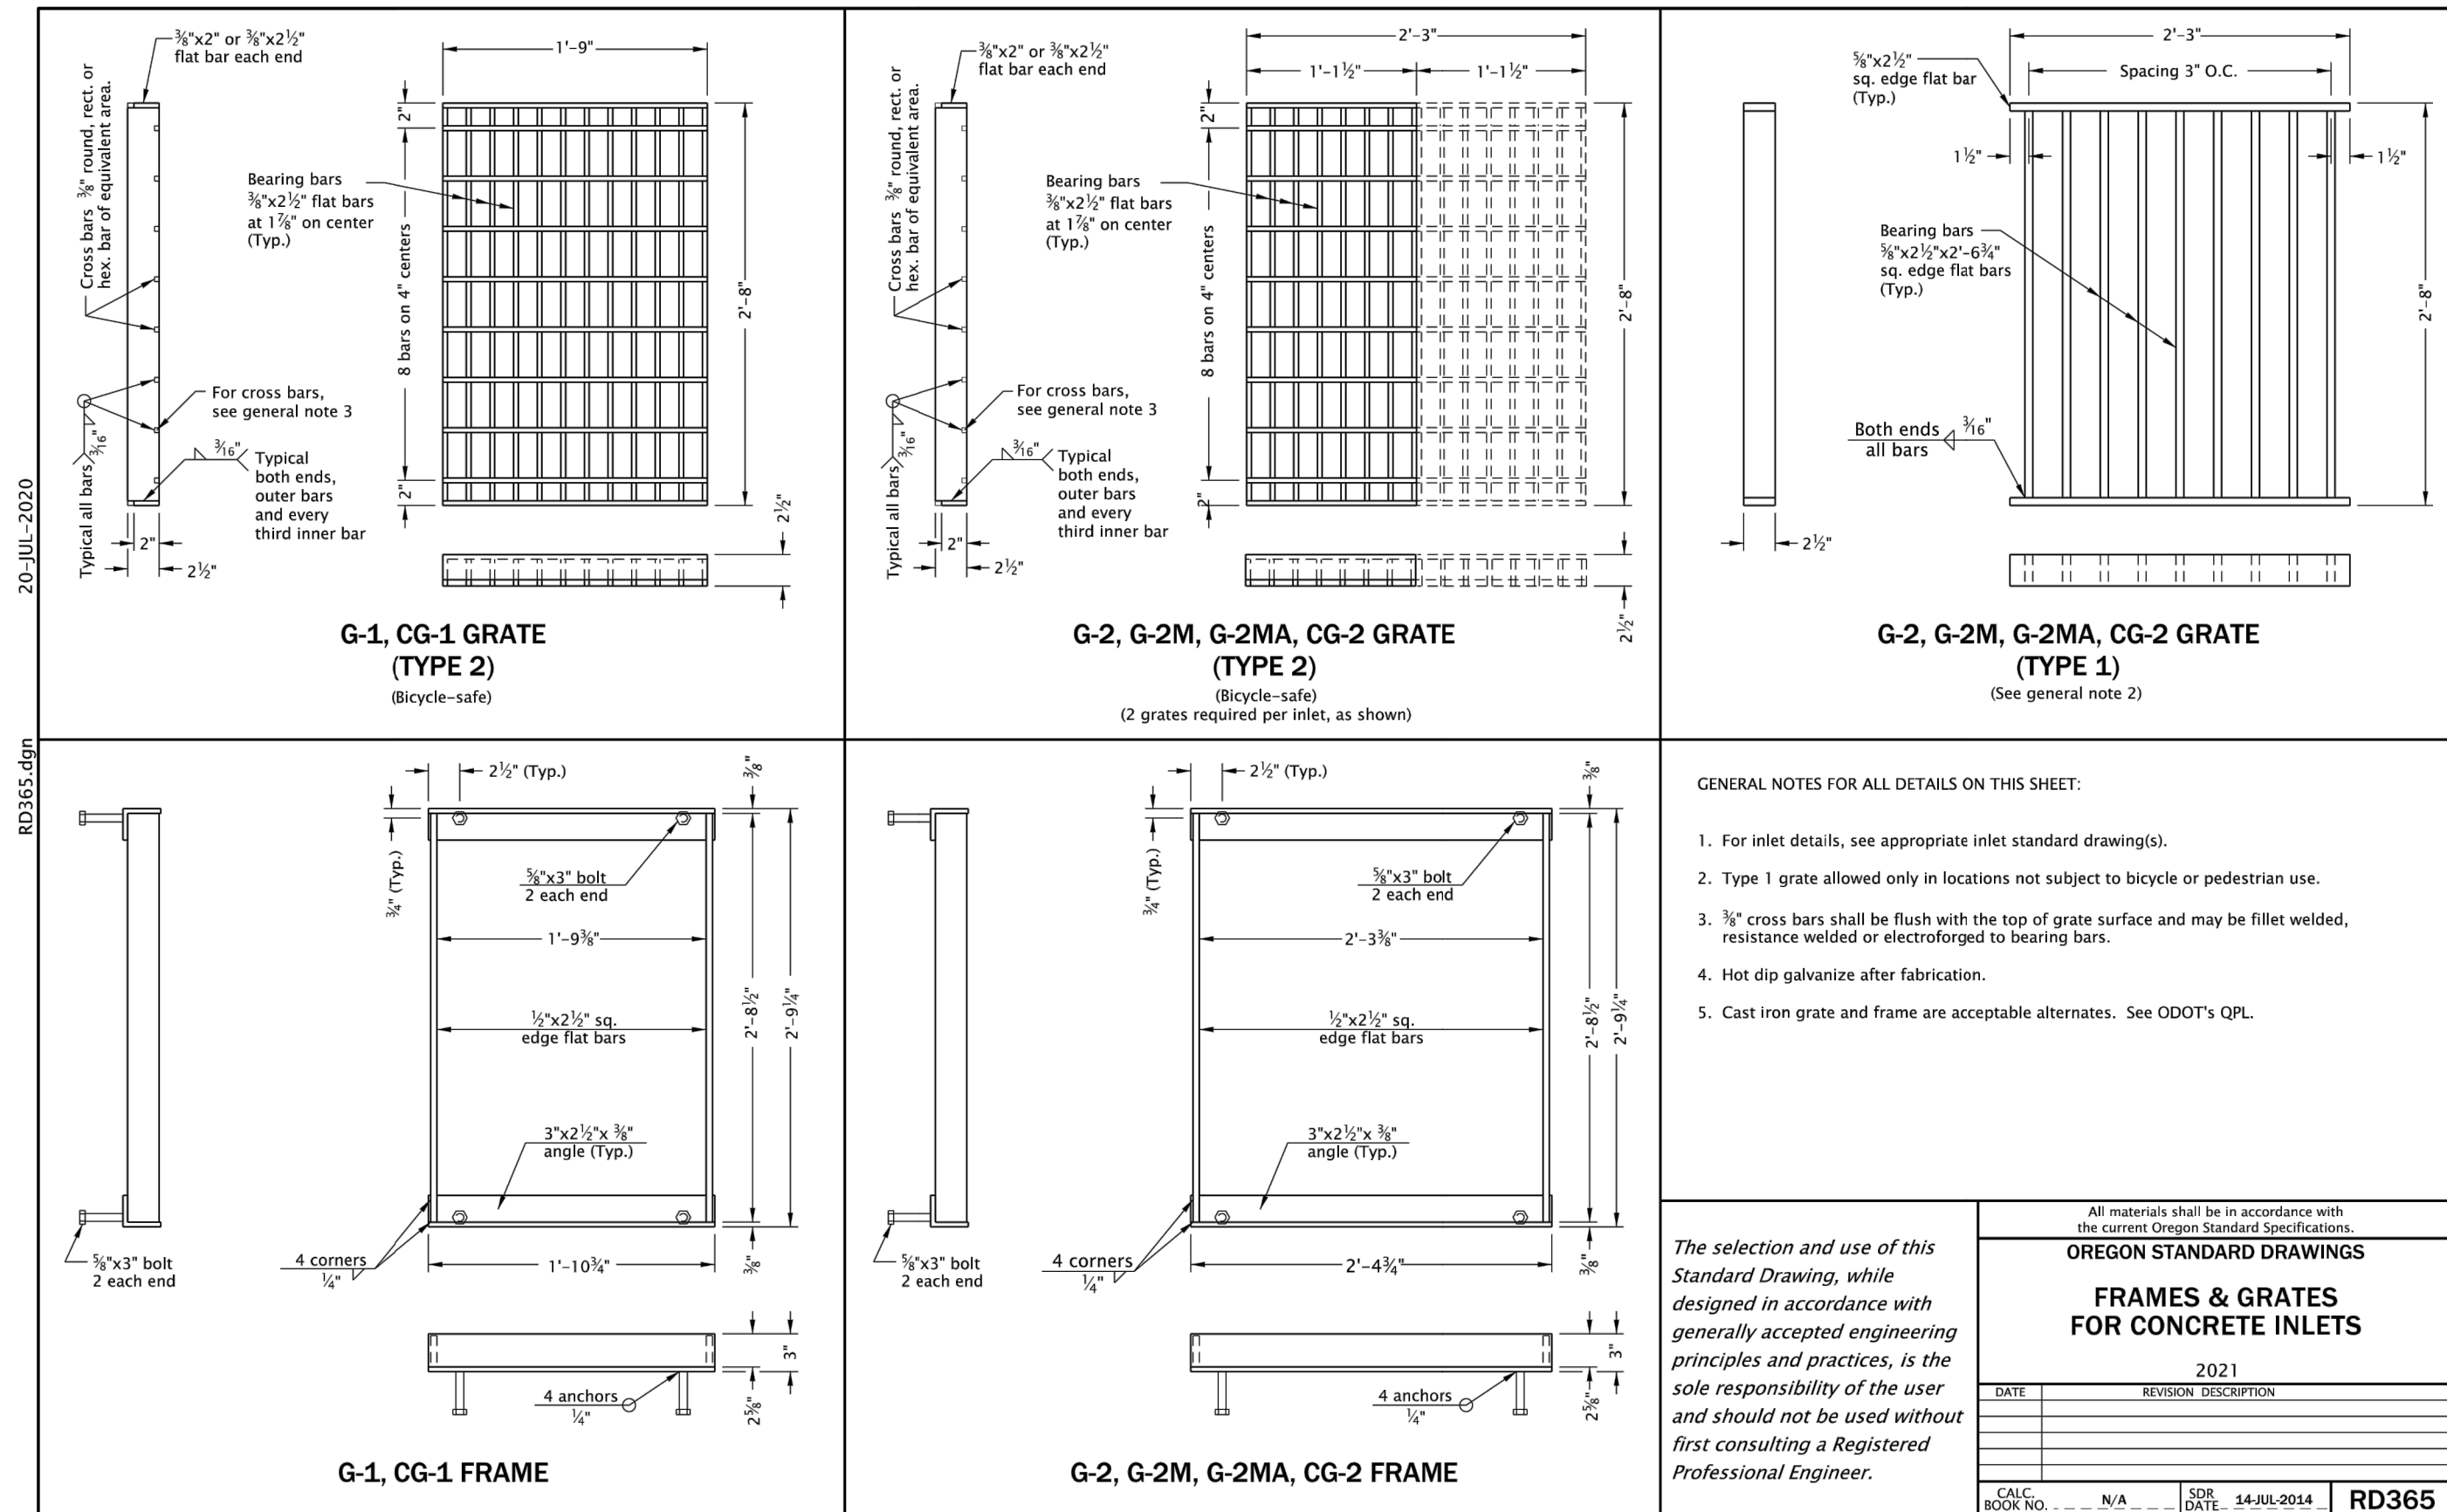 20-JUL-2020
RD365.dgn
⅜"x2" or ⅜"x2½"
flat bar each end
Cross bars ⅜" round, rect. or
hex. bar of equivalent area.
1'-9"
2"
Bearing bars
⅜"x2½" flat bars
at 1⅞" on center
(Typ.)
8 bars on 4" centers
2'-8"
For cross bars,
see general note 3
3/16"
Typical all bars
3/16"
Typical
both ends,
outer bars
and every
third inner bar
2"
2"
2½"
2½"
G-1, CG-1 GRATE
(TYPE 2)
(Bicycle-safe)
⅜"x2" or ⅜"x2½"
flat bar each end
Cross bars ⅜" round, rect. or
hex. bar of equivalent area.
2'-3"
1'-1½"
1'-1½"
2"
Bearing bars
⅜"x2½" flat bars
at 1⅞" on center
(Typ.)
8 bars on 4" centers
2'-8"
For cross bars,
see general note 3
3/16"
Typical all bars
3/16"
Typical
both ends,
outer bars
and every
third inner bar
2"
2"
2½"
2½"
G-2, G-2M, G-2MA, CG-2 GRATE
(TYPE 2)
(Bicycle-safe)
(2 grates required per inlet, as shown)
⅝"x2½"
sq. edge flat bar
(Typ.)
2'-3"
Spacing 3" O.C.
1½"
1½"
Bearing bars
⅝"x2½"x2'-6¾"
sq. edge flat bars
(Typ.)
2'-8"
Both ends
all bars
3/16"
2½"
G-2, G-2M, G-2MA, CG-2 GRATE
(TYPE 1)
(See general note 2)
2½" (Typ.)
⅜"
¾" (Typ.)
⅝"x3" bolt
2 each end
1'-9⅜"
½"x2½" sq.
edge flat bars
2'-8½"
2'-9¼"
3"x2½"x ⅜"
angle (Typ.)
⅝"x3" bolt
2 each end
4 corners
¼"
1'-10¾"
⅜"
4 anchors
¼"
3"
2⅝"
G-1, CG-1 FRAME
2½" (Typ.)
⅜"
¾" (Typ.)
⅝"x3" bolt
2 each end
2'-3⅜"
½"x2½" sq.
edge flat bars
2'-8½"
2'-9¼"
3"x2½"x ⅜"
angle (Typ.)
⅝"x3" bolt
2 each end
4 corners
¼"
2'-4¾"
⅜"
4 anchors
¼"
3"
2⅝"
G-2, G-2M, G-2MA, CG-2 FRAME
GENERAL NOTES FOR ALL DETAILS ON THIS SHEET:
1. For inlet details, see appropriate inlet standard drawing(s).
2. Type 1 grate allowed only in locations not subject to bicycle or pedestrian use.
3. ⅜" cross bars shall be flush with the top of grate surface and may be fillet welded,
resistance welded or electroforged to bearing bars.
4. Hot dip galvanize after fabrication.
5. Cast iron grate and frame are acceptable alternates. See ODOT's QPL.
The selection and use of this
Standard Drawing, while
designed in accordance with
generally accepted engineering
principles and practices, is the
sole responsibility of the user
and should not be used without
first consulting a Registered
Professional Engineer.
All materials shall be in accordance with
the current Oregon Standard Specifications.
OREGON STANDARD DRAWINGS
FRAMES & GRATES
FOR CONCRETE INLETS
2021
DATE REVISION DESCRIPTION
CALC.
BOOK NO. N/A
SDR
DATE 14-JUL-2014
RD365